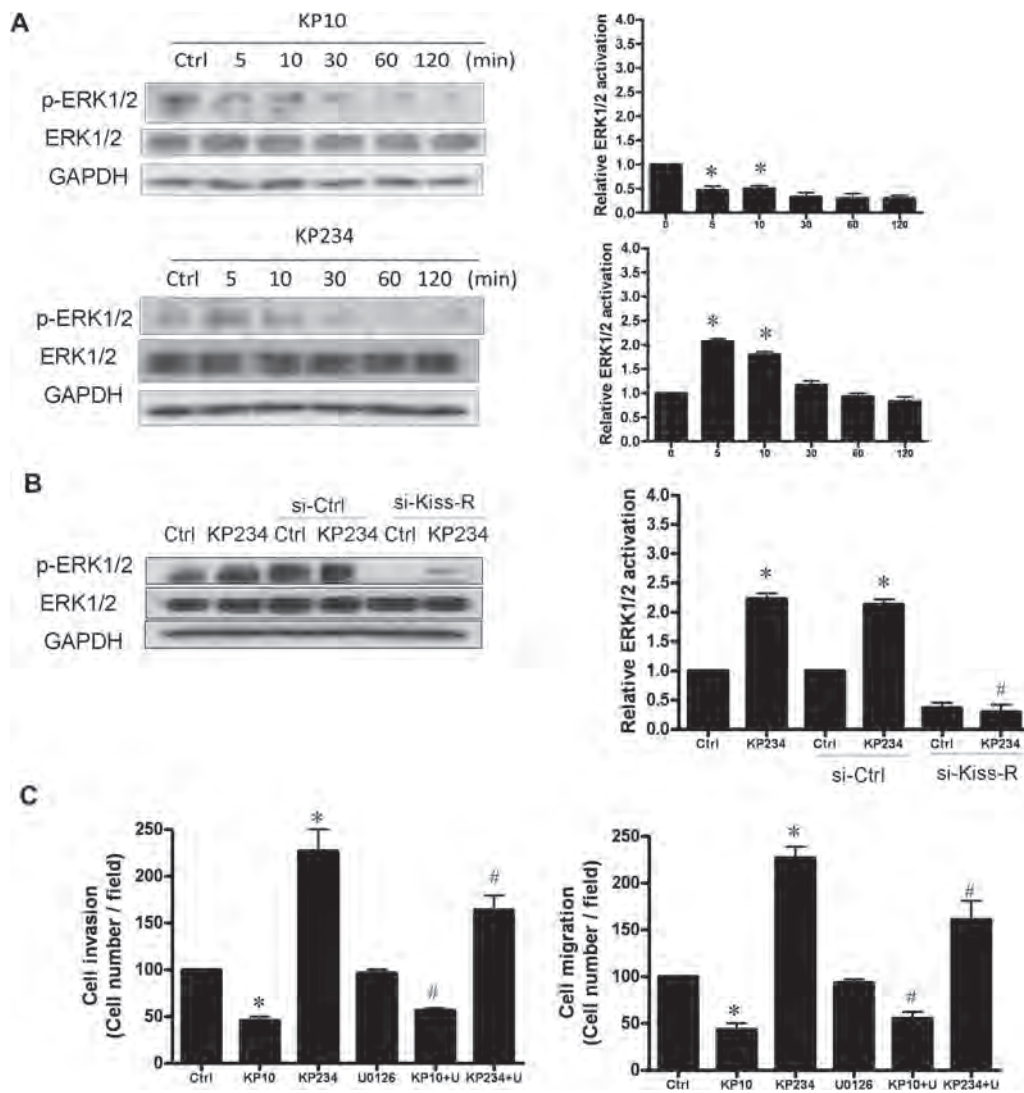 A
KP10
Ctrl 5 10 30 60 120 (min)
p-ERK1/2
ERK1/2
GAPDH
Relative ERK1/2 activation
4.0
3.5
3.0
2.5
2.0
1.5
1.0
0.5
0.0
* *
0 5 10 30 60 120
KP234
Ctrl 5 10 30 60 120 (min)
p-ERK1/2
ERK1/2
GAPDH
Relative ERK1/2 activation
4.0
3.5
3.0
2.5
2.0
1.5
1.0
0.5
0.0
* *
0 5 10 30 60 120
B
si-Ctrl si-Kiss-R
Ctrl KP234 Ctrl KP234 Ctrl KP234
p-ERK1/2
ERK1/2
GAPDH
Relative ERK1/2 activation
4.0
3.5
3.0
2.5
2.0
1.5
1.0
0.5
0.0
* * #
Ctrl KP234 Ctrl KP234 Ctrl KP234
si-Ctrl si-Kiss-R
C
Cell invasion
(Cell number / field)
250
200
150
100
50
0
* * # #
Ctrl KP10 KP234 U0126 KP10+U KP234+U
Cell migration
(Cell number / field)
250
200
150
100
50
0
* * # #
Ctrl KP10 KP234 U0126 KP10+U KP234+U